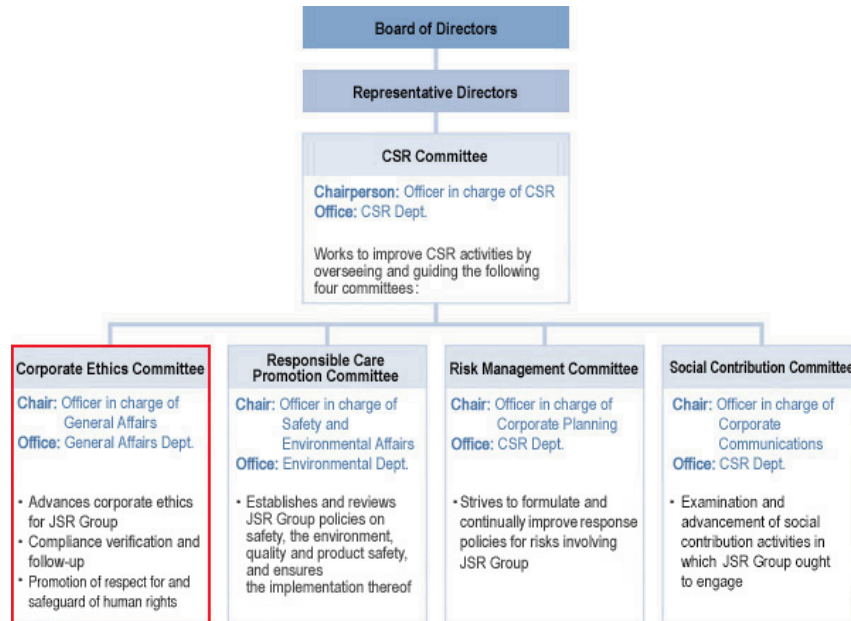 Board of Directors
Representative Directors
CSR Committee
Chairperson: Officer in charge of CSR
Office: CSR Dept.
Works to improve CSR activities by
overseeing and guiding the following
four committees:
Corporate Ethics Committee
Chair: Officer in charge of
General Affairs
Office: General Affairs Dept.
• Advances corporate ethics
for JSR Group
• Compliance verification and
follow-up
• Promotion of respect for and
safeguard of human rights
Responsible Care
Promotion Committee
Chair: Officer in charge of
Safety and
Environmental Affairs
Office: Environmental Dept.
• Establishes and reviews
JSR Group policies on
safety, the environment,
quality and product safety,
and ensures
the implementation thereof
Risk Management Committee
Chair: Officer in charge of
Corporate Planning
Office: CSR Dept.
• Strives to formulate and
continually improve response
policies for risks involving
JSR Group
Social Contribution Committee
Chair: Officer in charge of
Corporate
Communications
Office: CSR Dept.
• Examination and
advancement of social
contribution activities in
which JSR Group ought
to engage